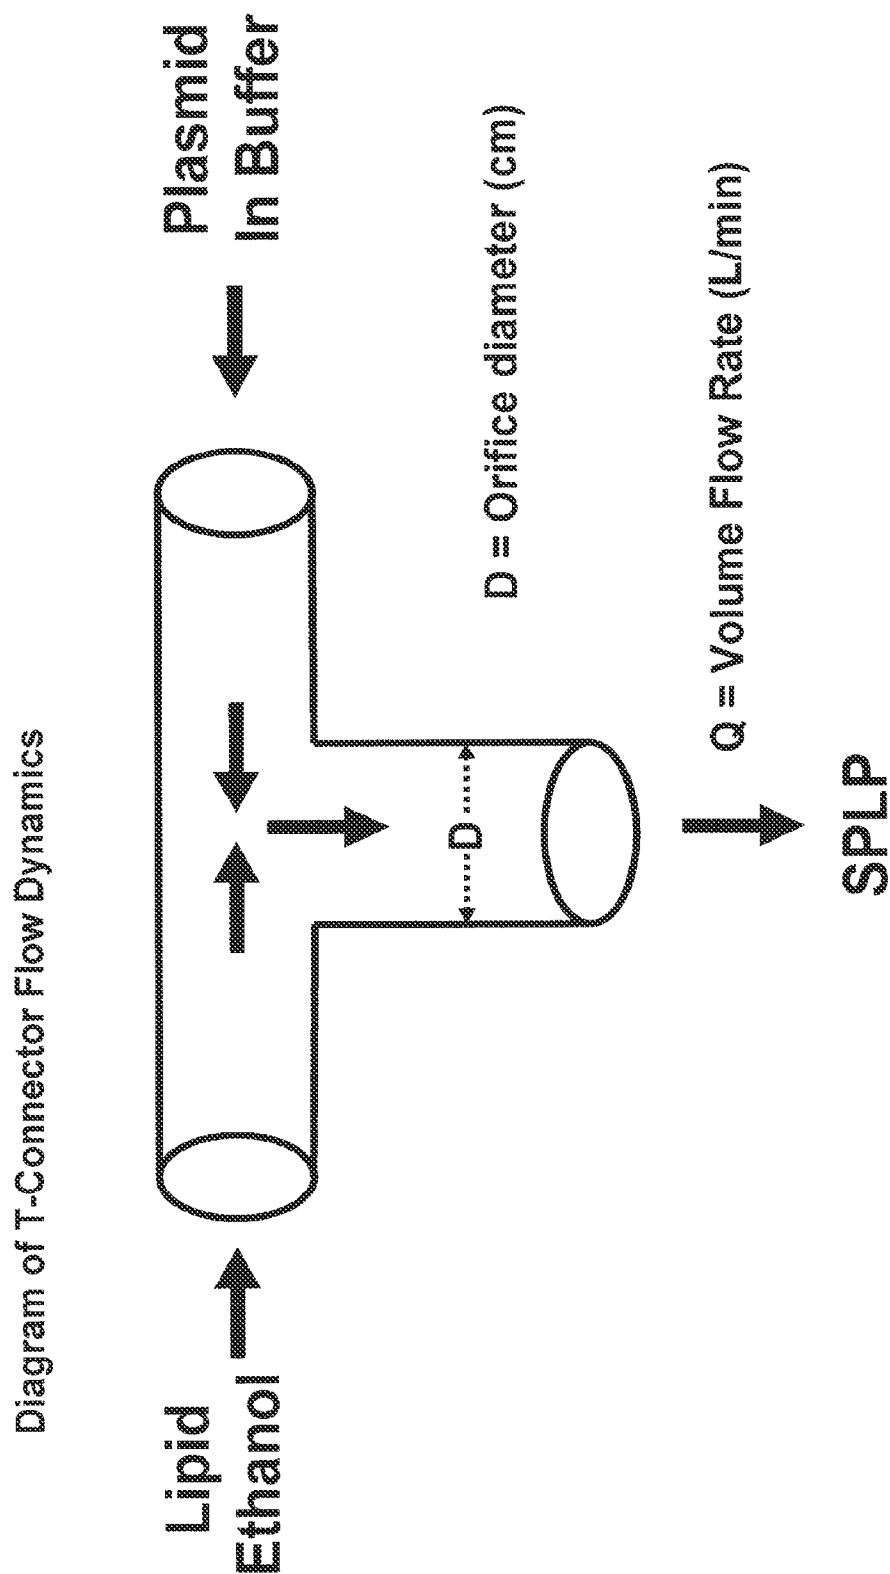 Diagram of T-Connector Flow Dynamics
Lipid
Ethanol
Plasmid
In Buffer
D
D = Orifice diameter (cm)
Q = Volume Flow Rate (L/min)
SPLP